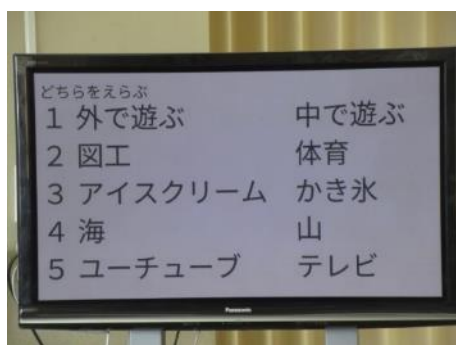 どちらをえらぶ
1 外で遊ぶ 中で遊ぶ
2 図工 体育
3 アイスクリーム かき氷
4 海 山
5 ユーチューブ テレビ
Panasonic